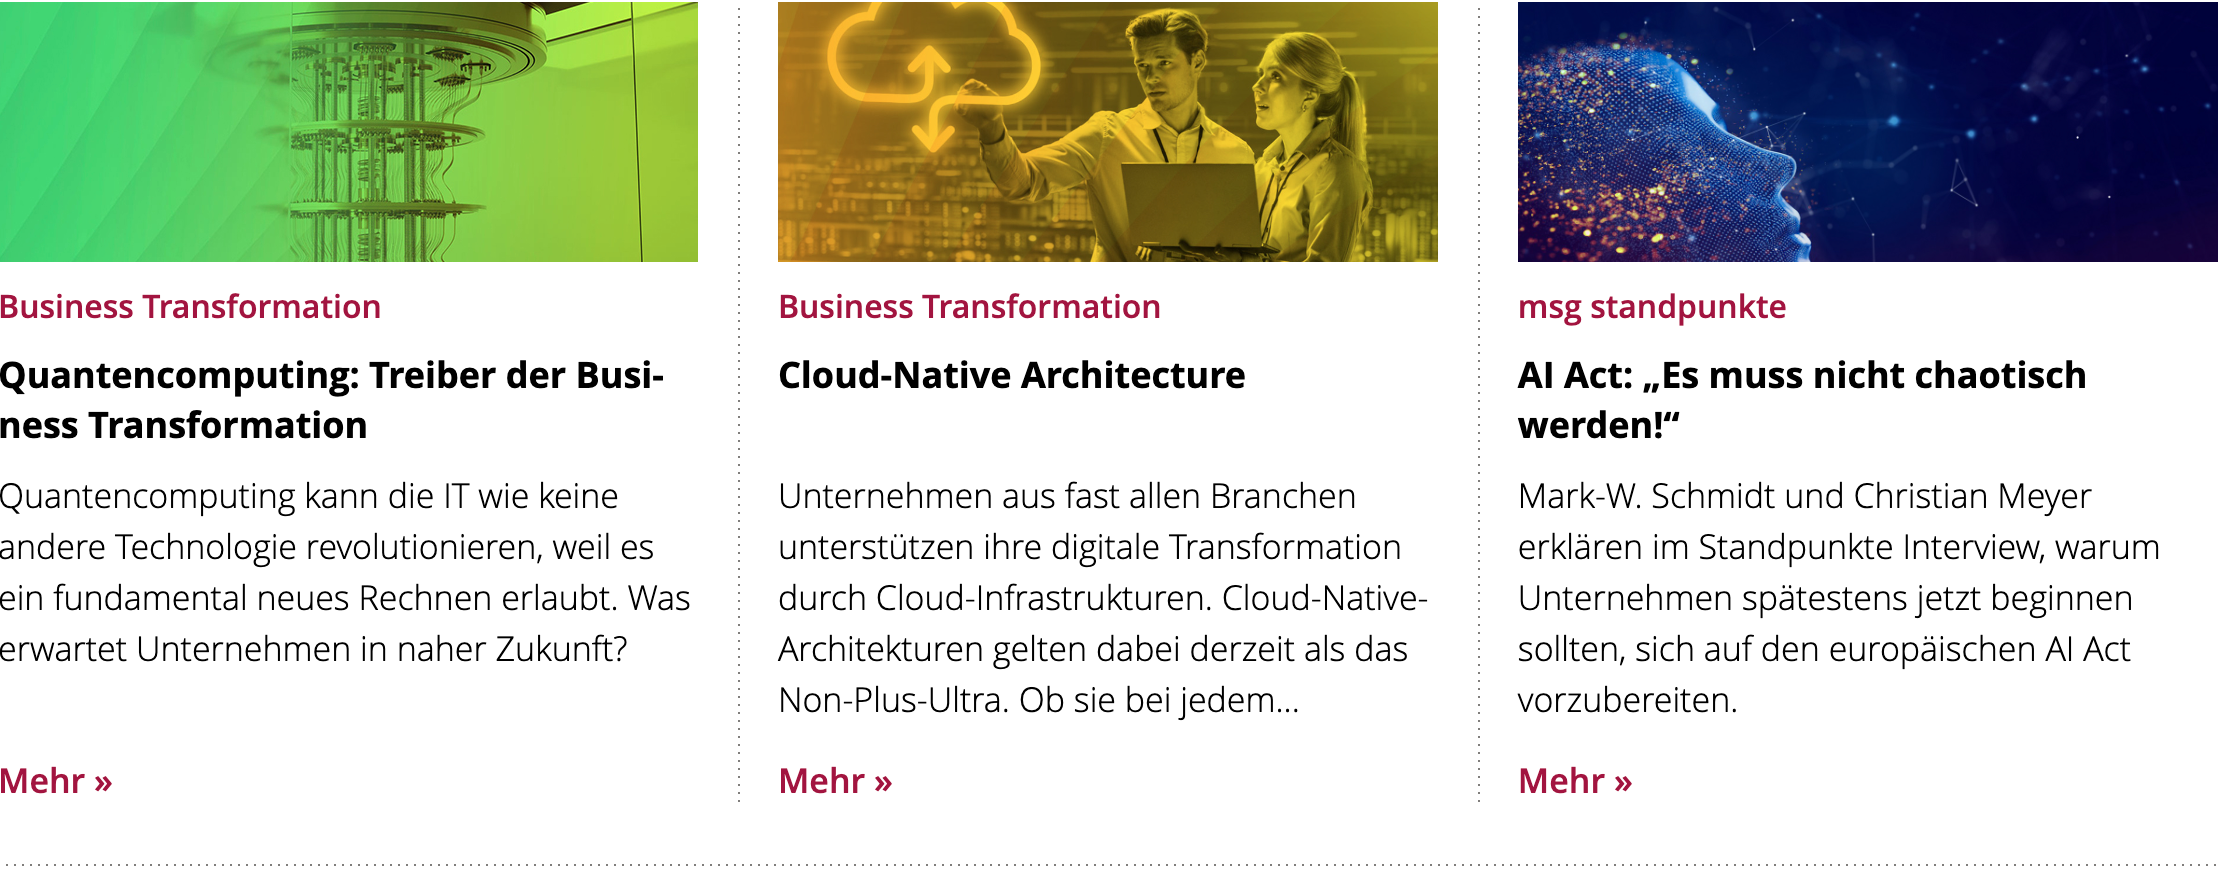 Business Transformation
Quantencomputing: Treiber der Busi-
ness Transformation
Quantencomputing kann die IT wie keine
andere Technologie revolutionieren, weil es
ein fundamental neues Rechnen erlaubt. Was
erwartet Unternehmen in naher Zukunft?
Mehr »
Business Transformation
Cloud-Native Architecture
Unternehmen aus fast allen Branchen
unterstützen ihre digitale Transformation
durch Cloud-Infrastrukturen. Cloud-Native-
Architekturen gelten dabei derzeit als das
Non-Plus-Ultra. Ob sie bei jedem...
Mehr »
msg standpunkte
AI Act: „Es muss nicht chaotisch
werden!“
Mark-W. Schmidt und Christian Meyer
erklären im Standpunkte Interview, warum
Unternehmen spätestens jetzt beginnen
sollten, sich auf den europäischen AI Act
vorzubereiten.
Mehr »